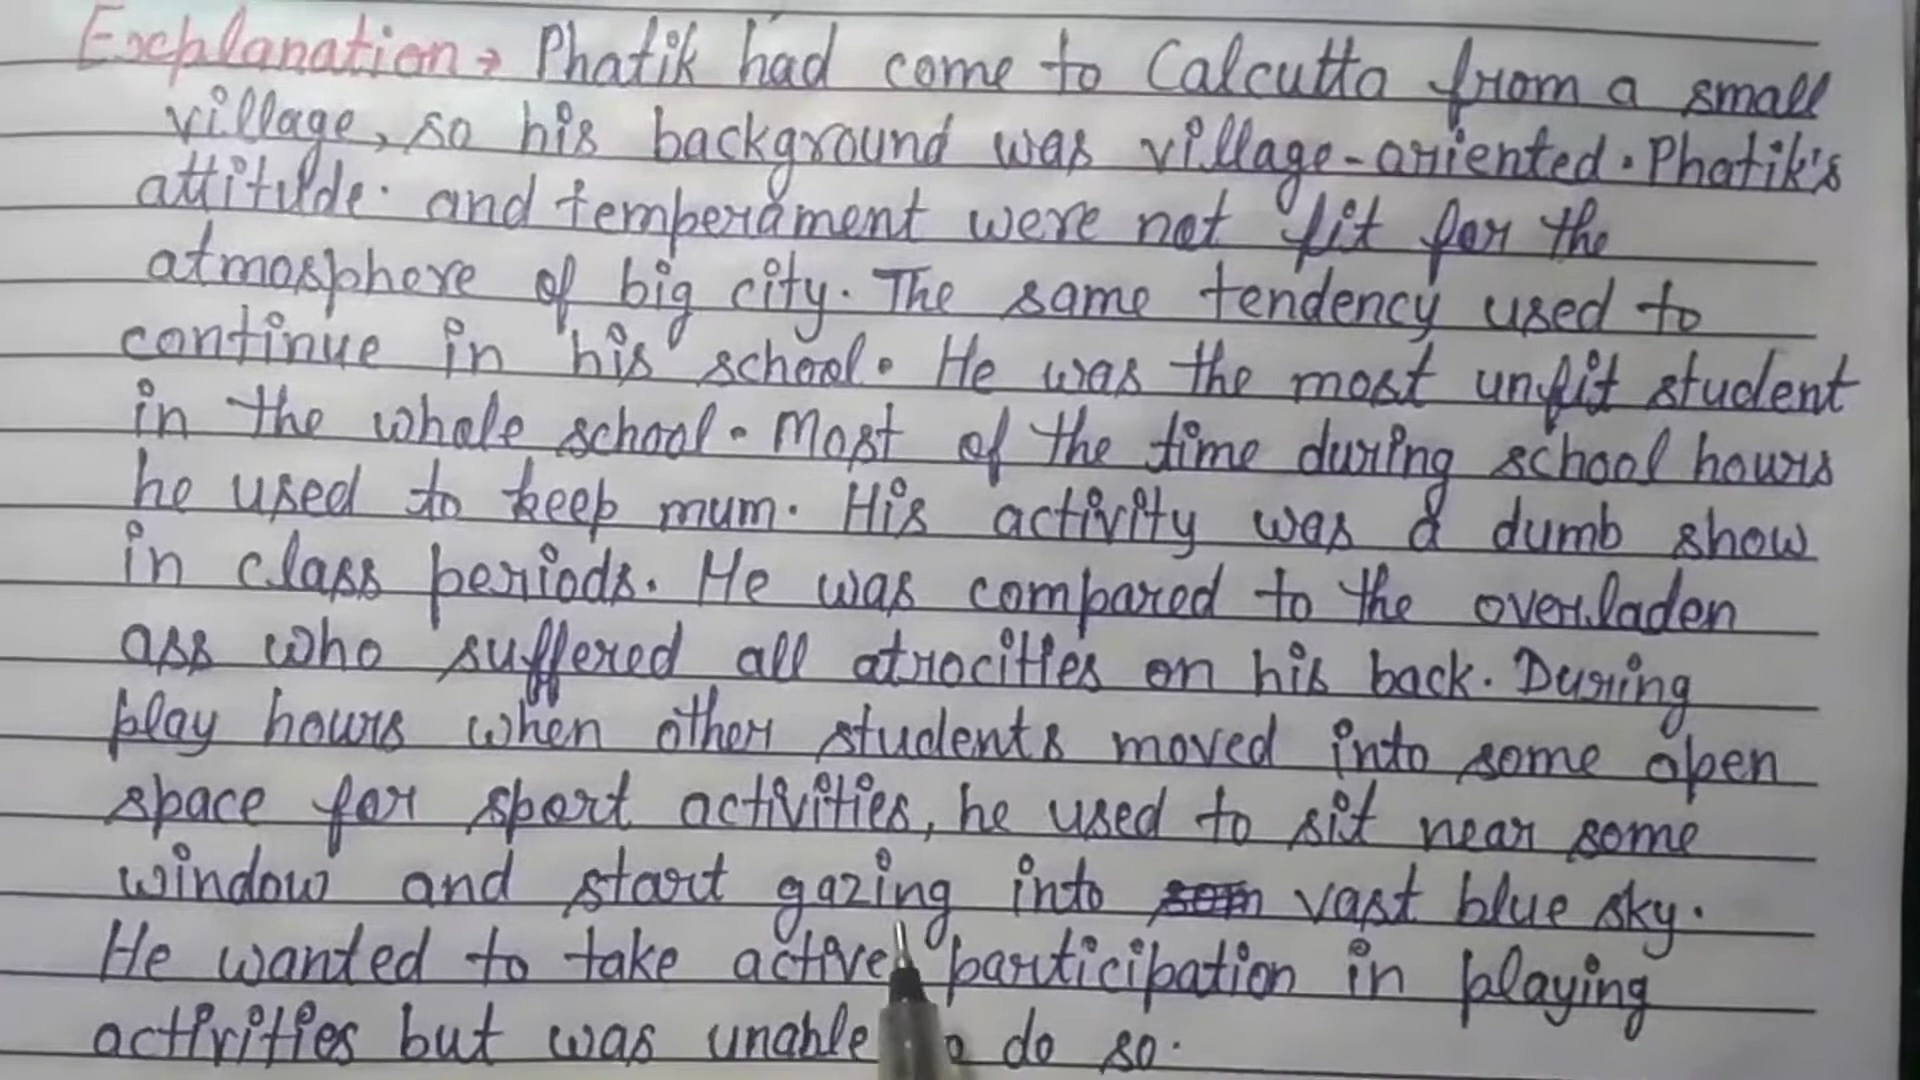 Explanation → Phatik had come to Calcutta from a small
village, so his background was village-oriented. Phatik's
attitude and temperament were not fit for the
atmosphere of big city. The same tendency used to
continue in his school. He was the most unfit student
in the whole school. Most of the time during school hours
he used to keep mum. His activity was a dumb show
in class periods. He was compared to the overladen
ass who suffered all atrocities on his back. During
play hours when other students moved into some open
space for sport activities, he used to sit near some
window and start gazing into vast blue sky.
He wanted to take active participation in playing
activities but was unable do so.